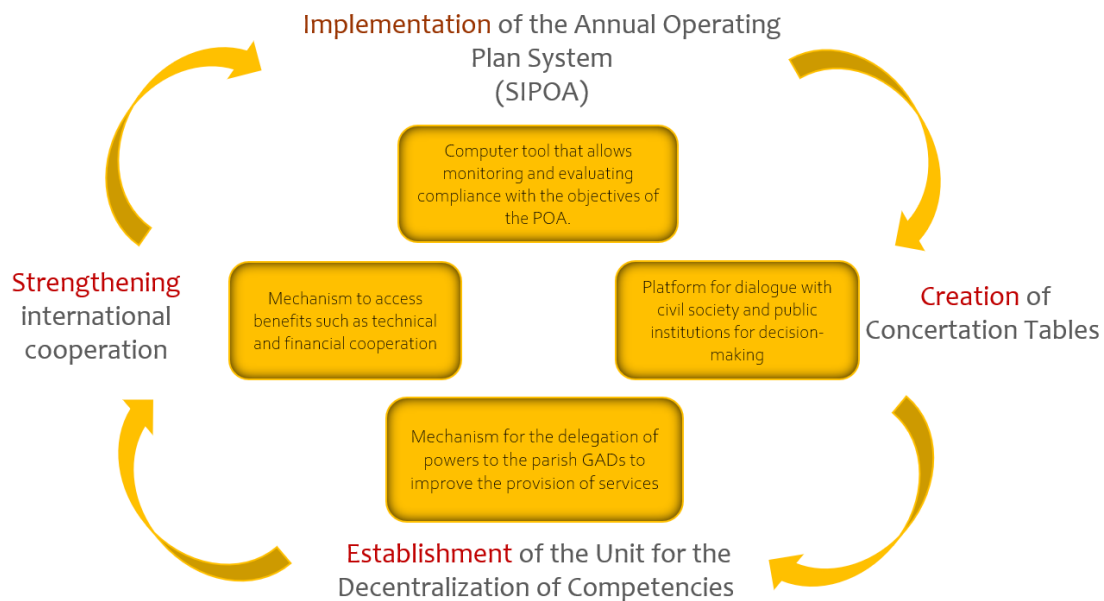 Implementation of the Annual Operating
Plan System
(SIPOA)
Computer tool that allows
monitoring and evaluating
compliance with the objectives of
the POA.
Strengthening
international
cooperation
Mechanism to access
benefits such as technical
and financial cooperation
Platform for dialogue with
civil society and public
institutions for decision-
making
Creation of
Concertation Tables
Mechanism for the delegation of
powers to the parish GADs to
improve the provision of services
Establishment of the Unit for the
Decentralization of Competencies